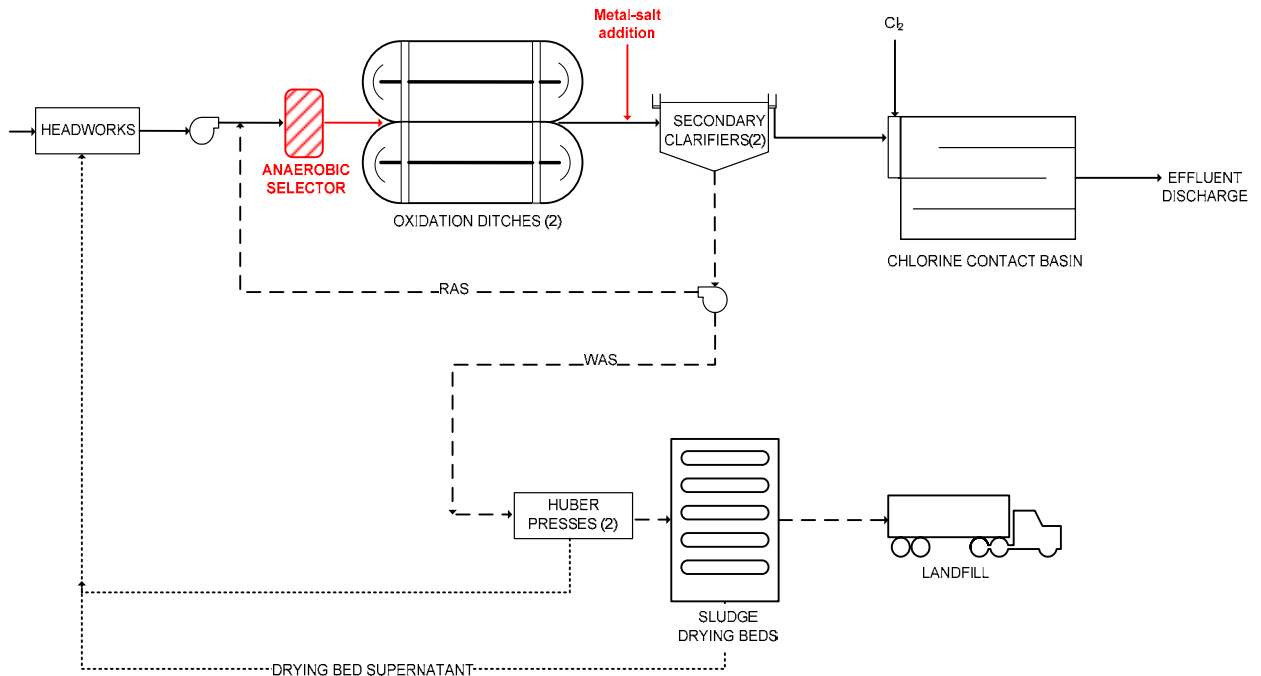 Metal-salt
addition
Cl2
HEADWORKS
SECONDARY
CLARIFIERS(2)
ANAEROBIC
SELECTOR
EFFLUENT
DISCHARGE
OXIDATION DITCHES (2)
CHLORINE CONTACT BASIN
RAS
WAS
HUBER
PRESSES (2)
LANDFILL
SLUDGE
DRYING BEDS
DRYING BED SUPERNATANT